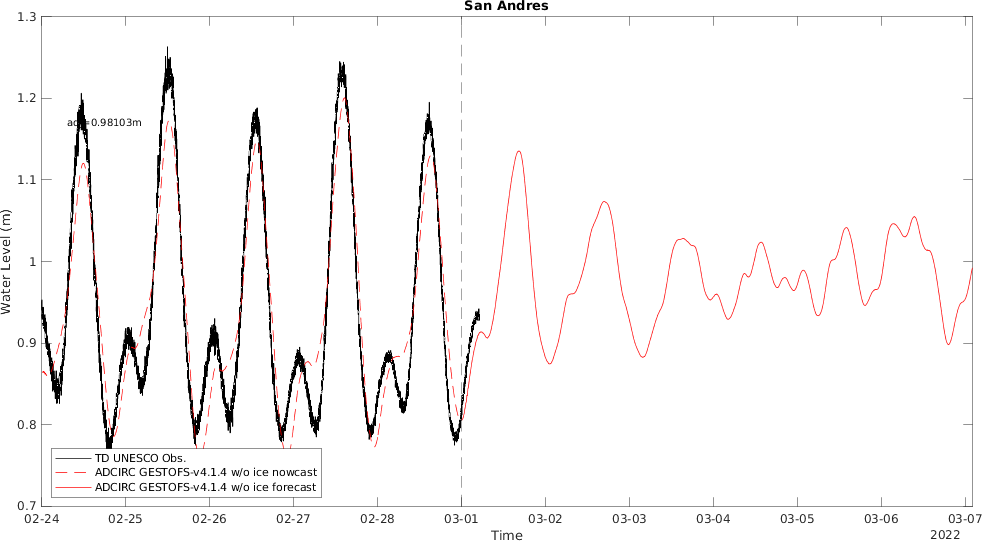 San Andres
1.3
1.2
1.1
1
0.9
0.8
0.7
Water Level (m)
=0.98103m
TD UNESCO Obs.
ADCIRC GESTOFS-v4.1.4 w/o ice nowcast
ADCIRC GESTOFS-v4.1.4 w/o ice forecast
02-24 02-25 02-26 02-27 02-28 03-01 03-02 03-03 03-04 03-05 03-06 03-07
Time
2022